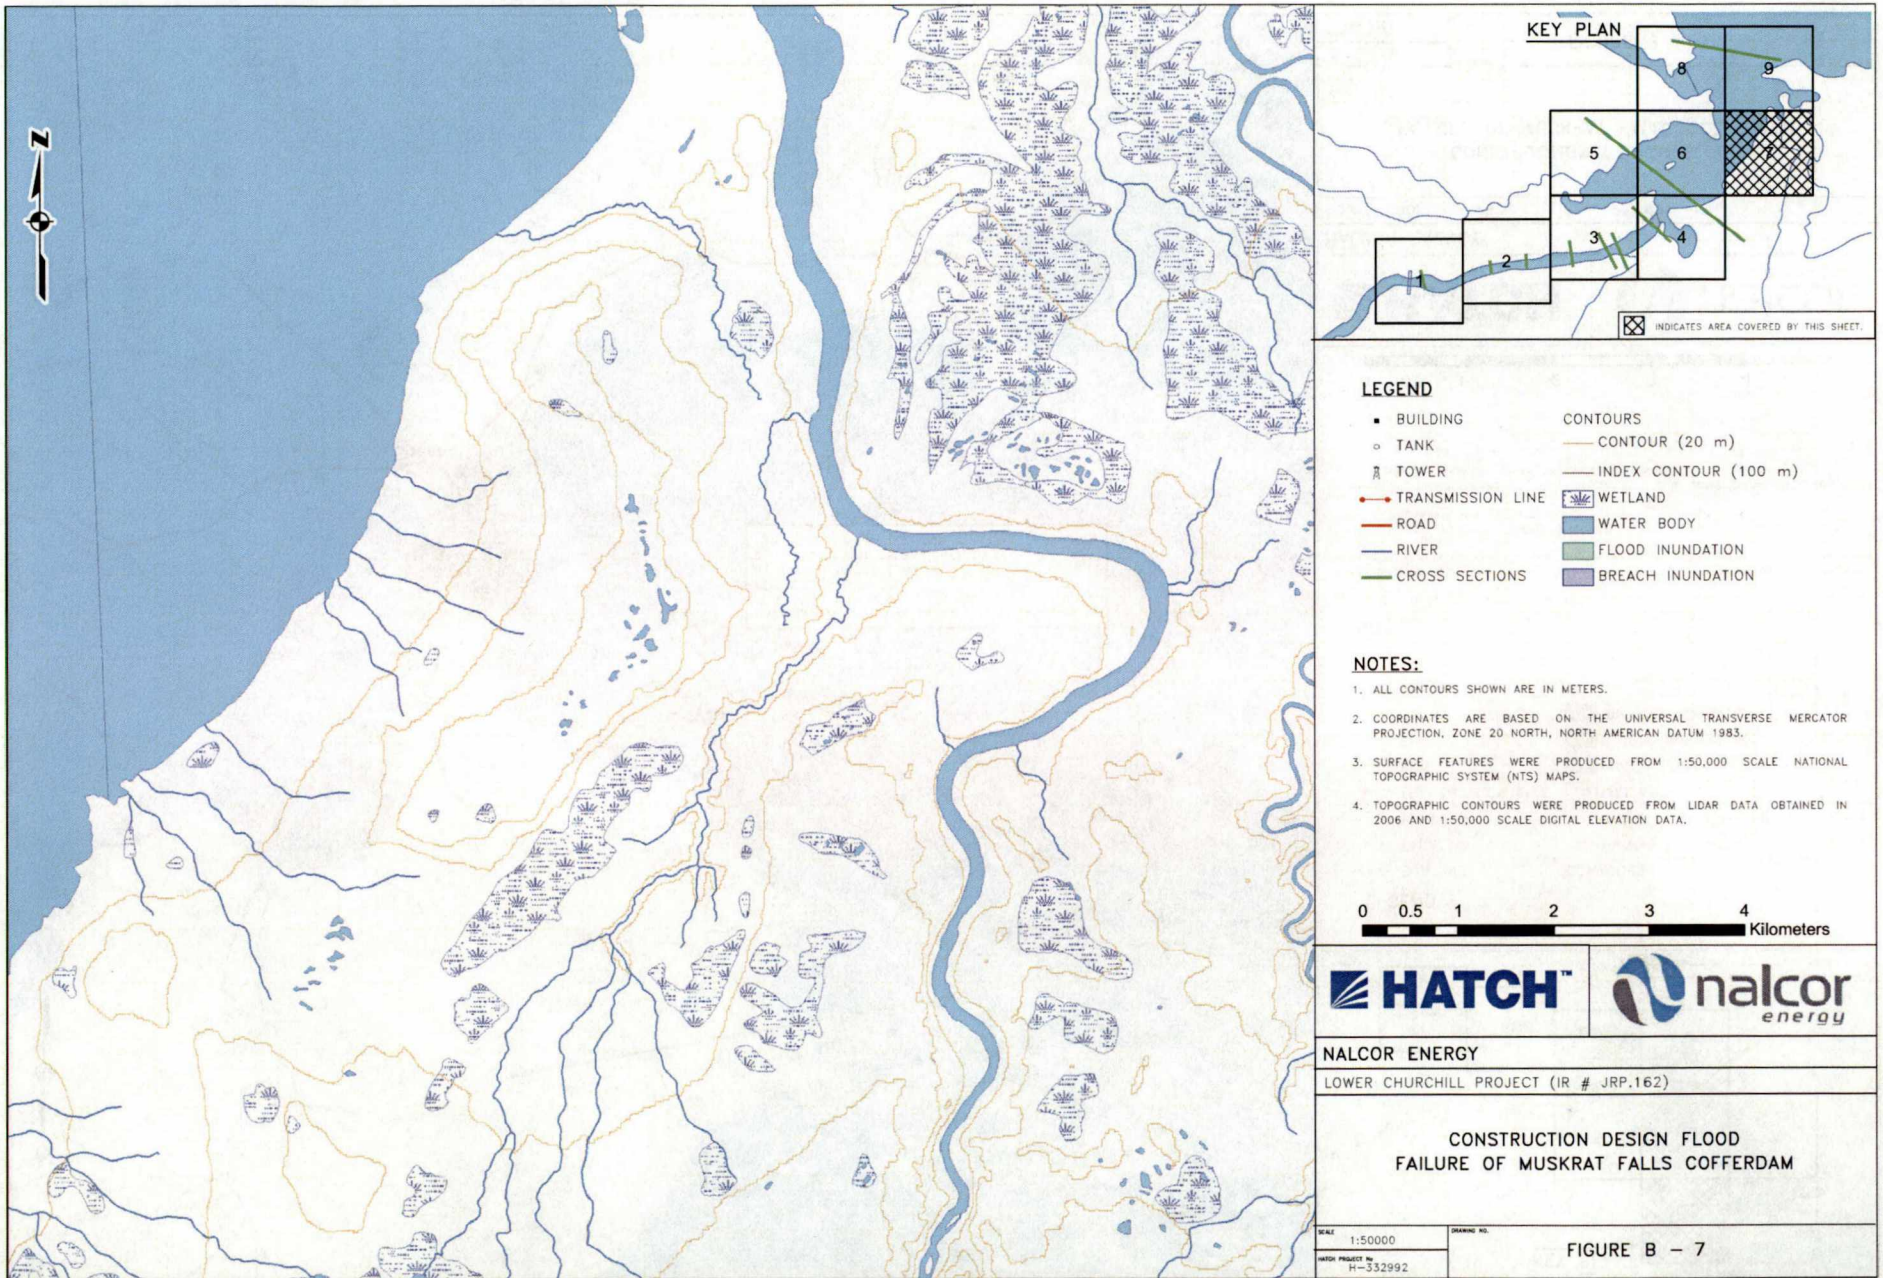 N
KEY PLAN
8
9
5
6
7
3
4
2
1
INDICATES AREA COVERED BY THIS SHEET.
LEGEND
BUILDING
TANK
TOWER
TRANSMISSION LINE
ROAD
RIVER
CROSS SECTIONS
CONTOURS
CONTOUR (20 m)
INDEX CONTOUR (100 m)
WETLAND
WATER BODY
FLOOD INUNDATION
BREACH INUNDATION
NOTES:
1. ALL CONTOURS SHOWN ARE IN METERS.
2. COORDINATES ARE BASED ON THE UNIVERSAL TRANSVERSE MERCATOR
PROJECTION, ZONE 20 NORTH, NORTH AMERICAN DATUM 1983.
3. SURFACE FEATURES WERE PRODUCED FROM 1:50,000 SCALE NATIONAL
TOPOGRAPHIC SYSTEM (NTS) MAPS.
4. TOPOGRAPHIC CONTOURS WERE PRODUCED FROM LIDAR DATA OBTAINED IN
2006 AND 1:50,000 SCALE DIGITAL ELEVATION DATA.
0 0.5 1 2 3 4
Kilometers
HATCH™
nalcor
energy
NALCOR ENERGY
LOWER CHURCHILL PROJECT (IR # JRP.162)
CONSTRUCTION DESIGN FLOOD
FAILURE OF MUSKRAT FALLS COFFERDAM
SCALE
1:50000
HATCH PROJECT No
H-332992
DRAWING NO.
FIGURE B - 7